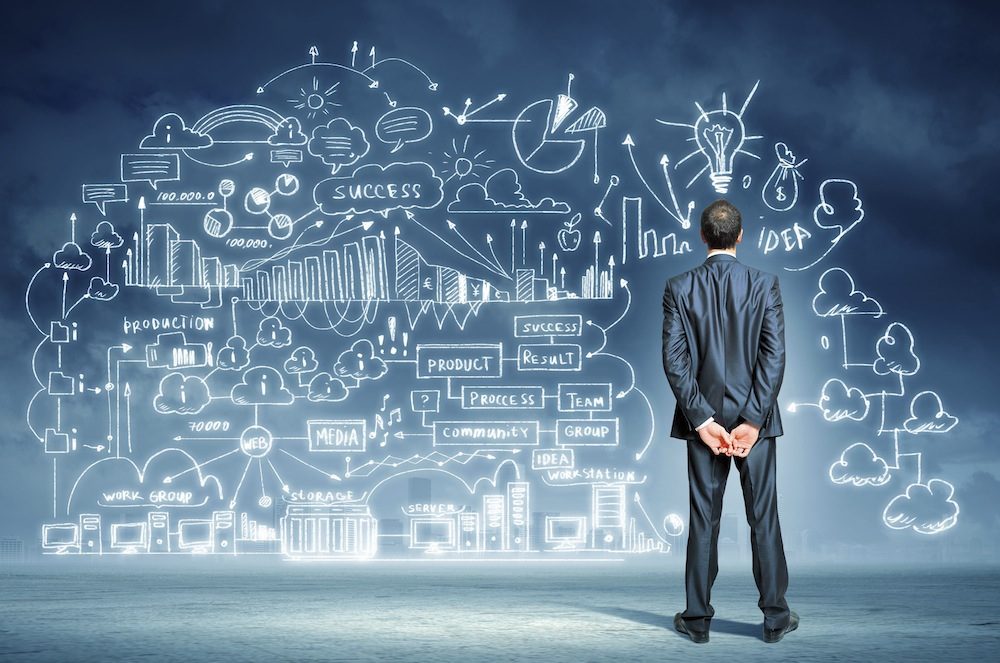 SUCCESS
100.000.0
100.000.
IDEA
€
¥
€
PRODUCTION
SUCCESS
PRODUCT
RESULT
PROCCESS
TEAM
?
?
70000
WEB
MEDIA
COMMUNITY
GROUP
IDEA
WORKSTATION
WORK GROUP
STORAGE
SERVER